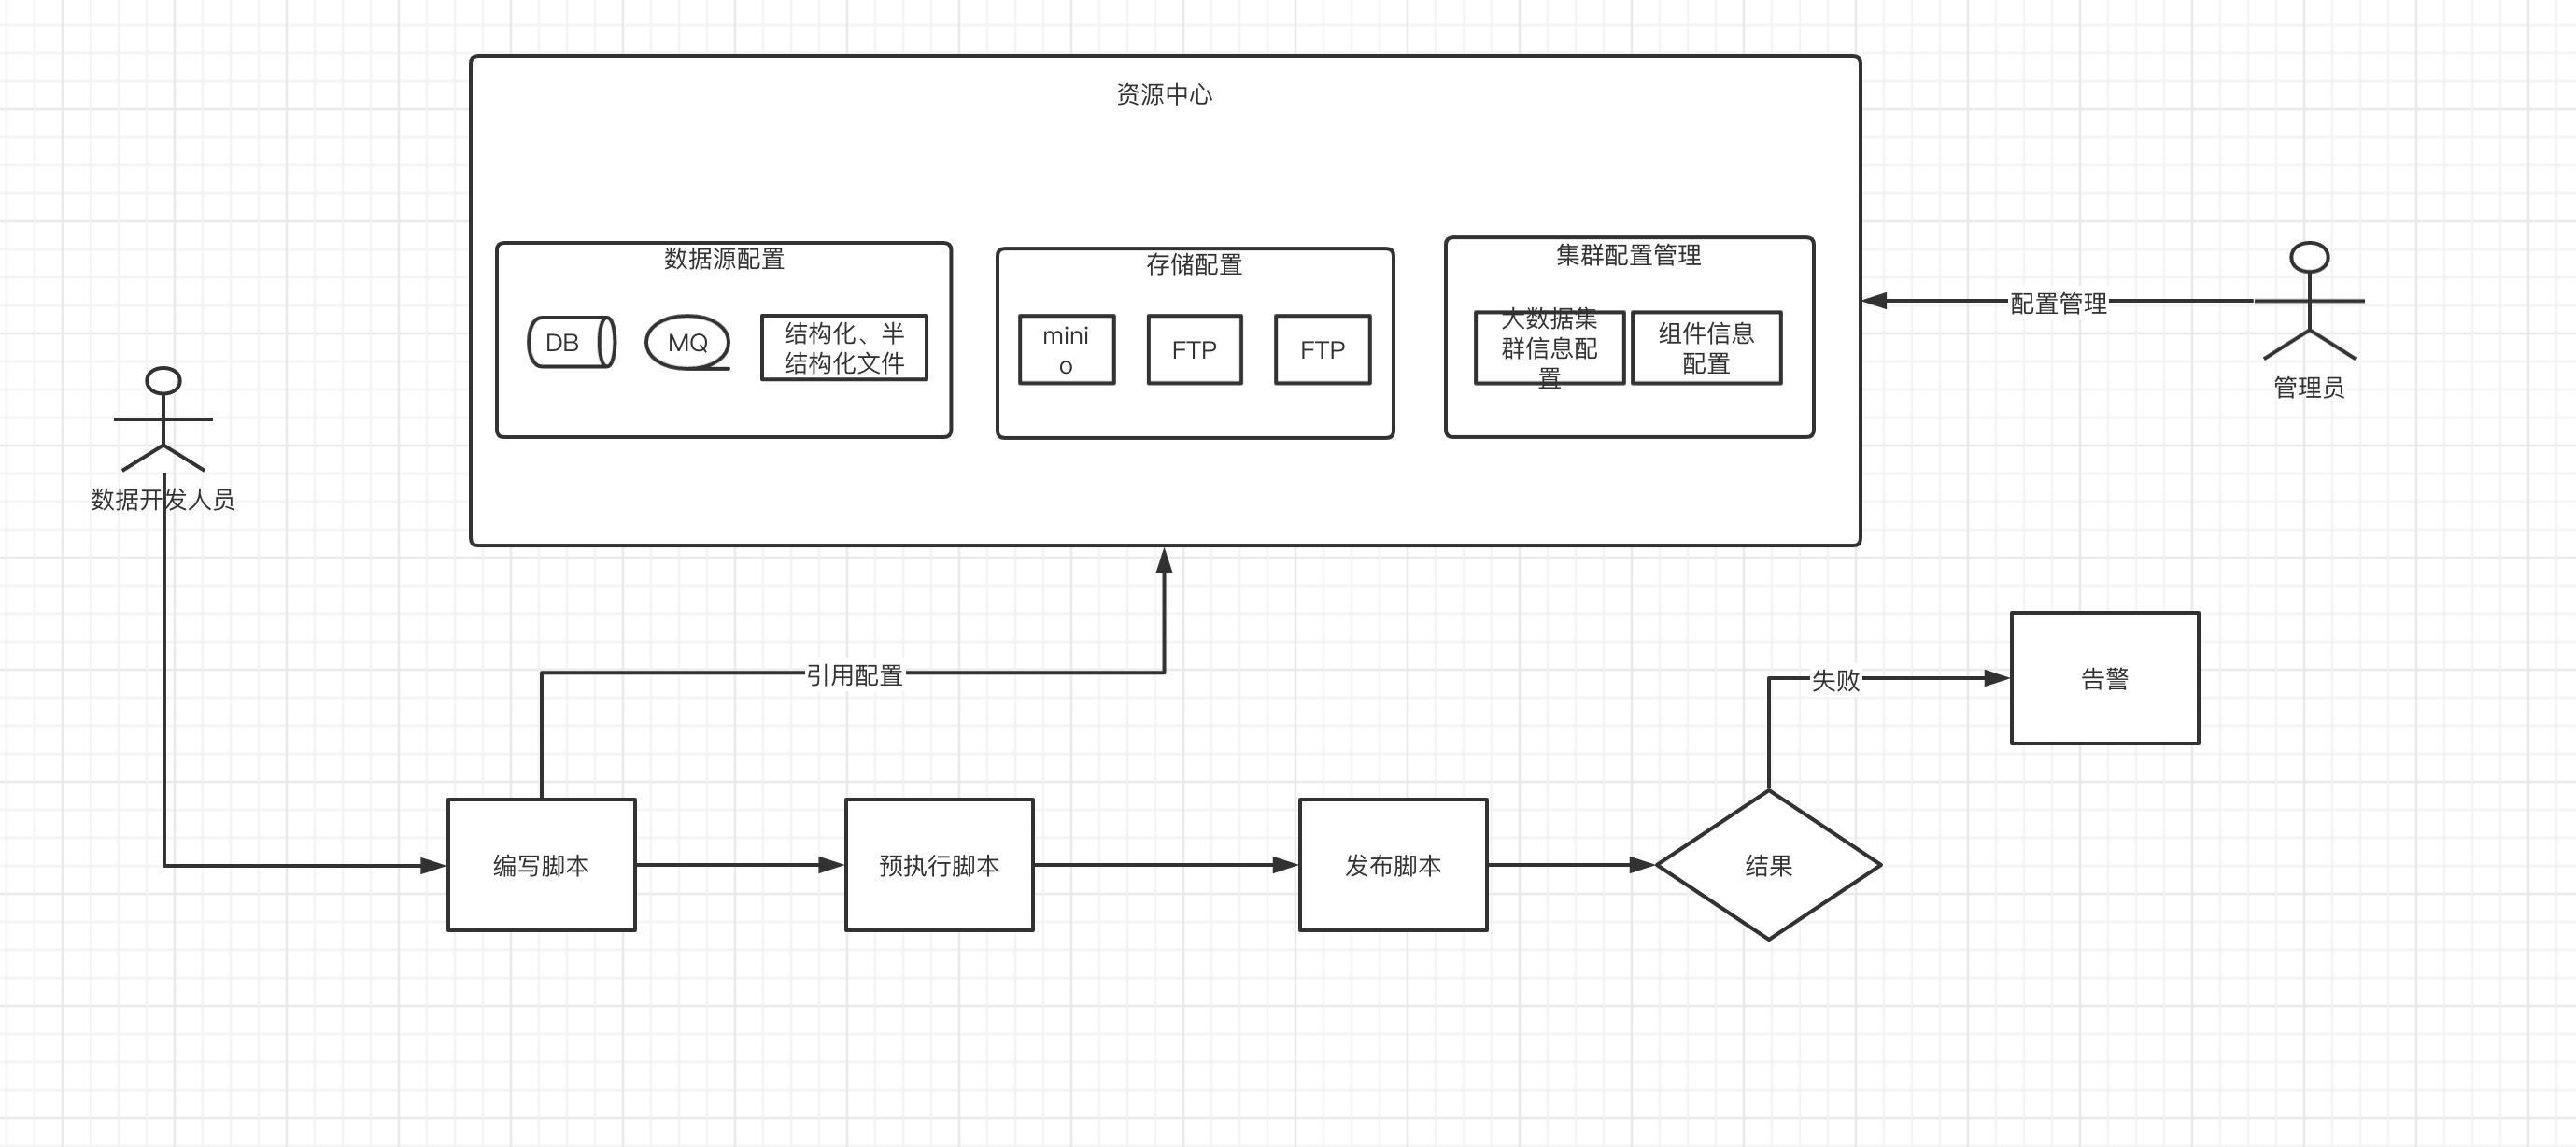 资源中心
数据源配置
DB
MQ
结构化、半
结构化文件
存储配置
mini
o
FTP
FTP
集群配置管理
大数据集
群信息配
置
组件信息
配置
配置管理
管理员
数据开发人员
引用配置
失败
告警
编写脚本
预执行脚本
发布脚本
结果